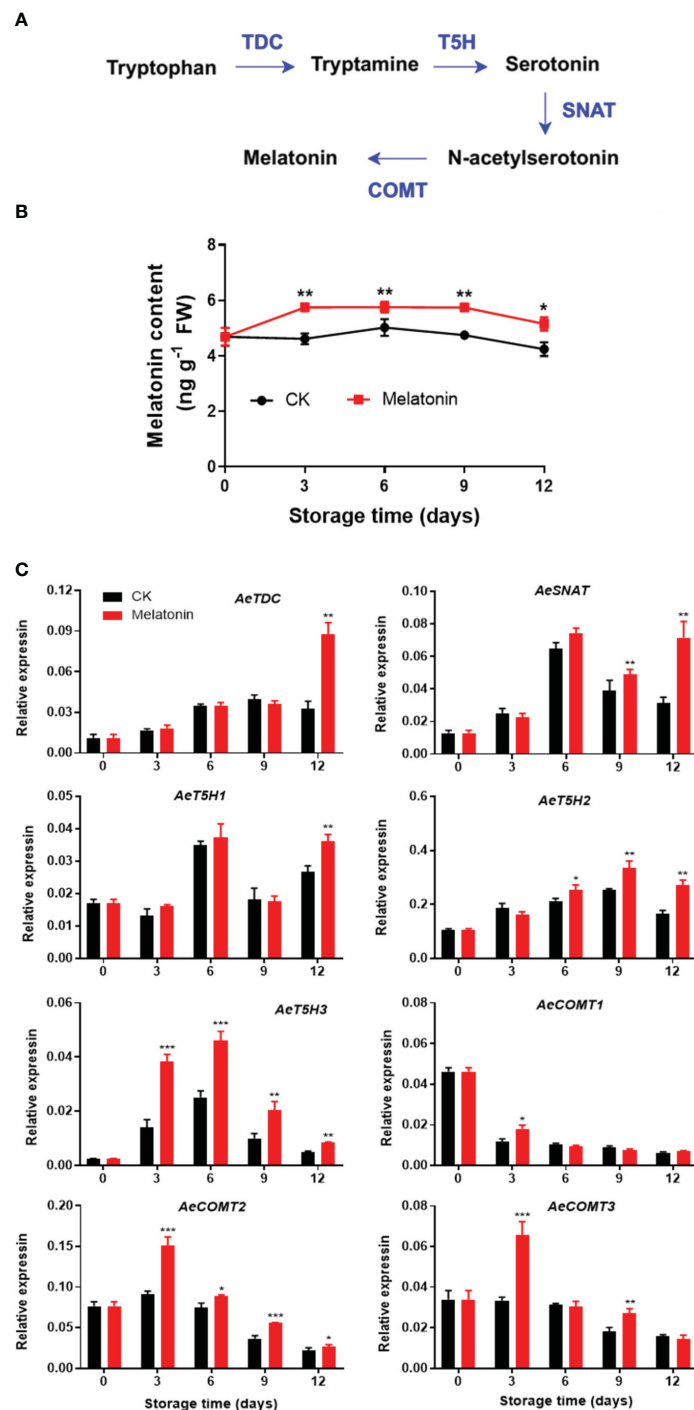 A
TDC T5H
Tryptophan Tryptamine Serotonin
SNAT
Melatonin N-acetylserotonin
COMT
B
Melatonin content
(ng g⁻¹ FW)
8
6
4
2
0
** ** ** *
CK Melatonin
0 3 6 9 12
Storage time (days)
C
AeTDC
CK
Melatonin
Relative expressin
0.12
0.09
0.06
0.03
0.00
**
0 3 6 9 12
AeSNAT
Relative expressin
0.10
0.08
0.06
0.04
0.02
0.00
** **
0 3 6 9 12
AeT5H1
Relative expressin
0.05
0.04
0.03
0.02
0.01
0.00
**
0 3 6 9 12
AeT5H2
Relative expressin
0.6
0.4
0.2
0.0
* ** **
0 3 6 9 12
AeT5H3
Relative expressin
0.06
0.04
0.02
0.00
*** *** ** **
0 3 6 9 12
AeCOMT1
Relative expressin
0.08
0.06
0.04
0.02
0.00
*
0 3 6 9 12
AeCOMT2
Relative expressin
0.20
0.15
0.10
0.05
0.00
*** * *** *
0 3 6 9 12
Storage time (days)
AeCOMT3
Relative expressin
0.08
0.06
0.04
0.02
0.00
*** **
0 3 6 9 12
Storage time (days)